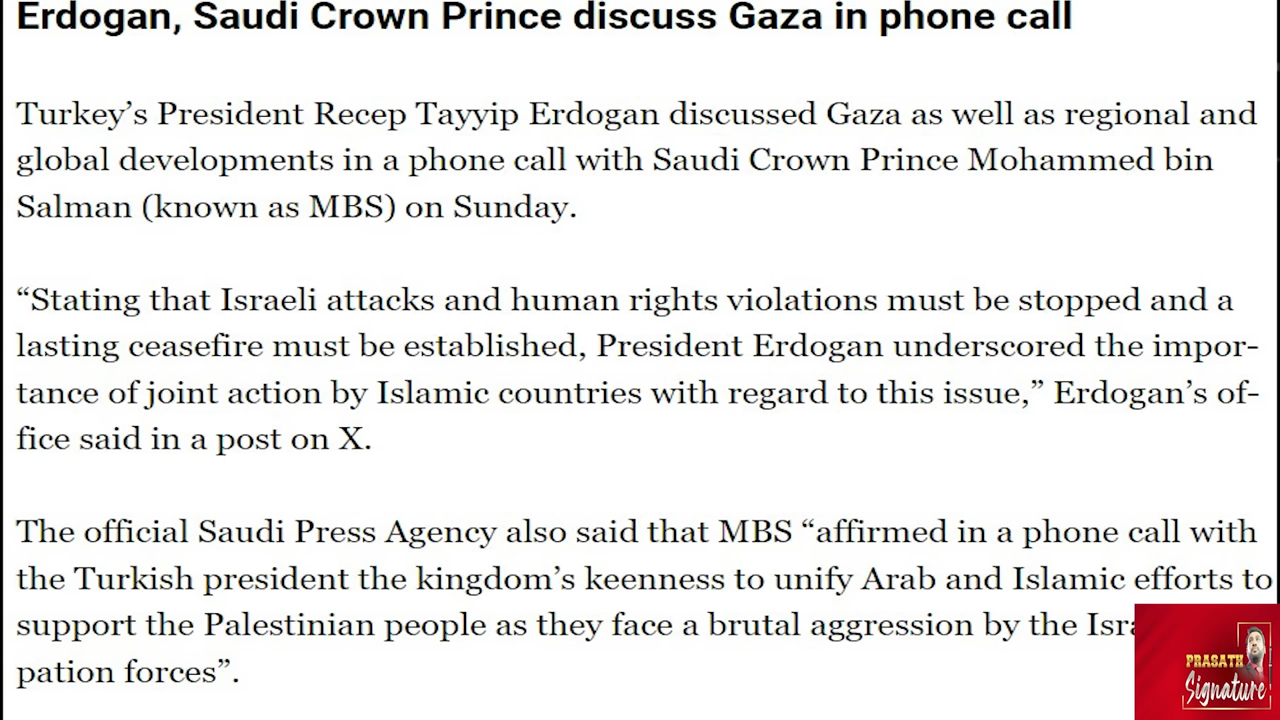 Erdogan, Saudi Crown Prince discuss Gaza in phone call
Turkey’s President Recep Tayyip Erdogan discussed Gaza as well as regional and
global developments in a phone call with Saudi Crown Prince Mohammed bin
Salman (known as MBS) on Sunday.
“Stating that Israeli attacks and human rights violations must be stopped and a
lasting ceasefire must be established, President Erdogan underscored the impor-
tance of joint action by Islamic countries with regard to this issue,” Erdogan’s of-
fice said in a post on X.
The official Saudi Press Agency also said that MBS “affirmed in a phone call with
the Turkish president the kingdom’s keenness to unify Arab and Islamic efforts to
support the Palestinian people as they face a brutal aggression by the
pation forces”.
PRASATH
Signature